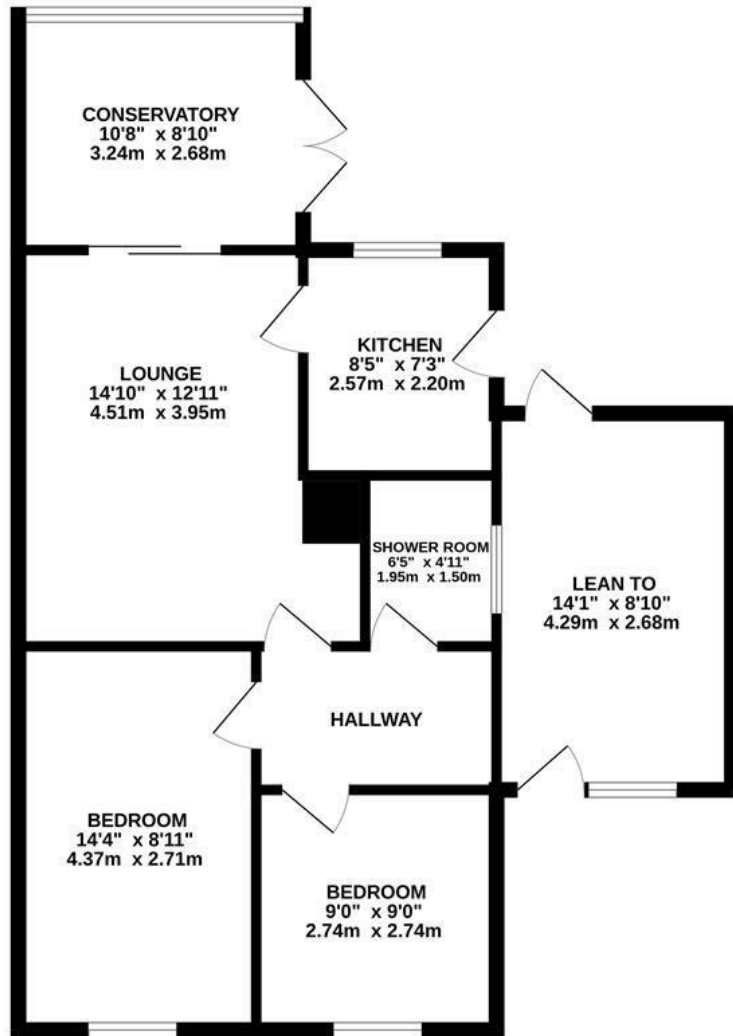 CONSERVATORY
10'8" x 8'10"
3.24m x 2.68m
KITCHEN
8'5" x 7'3"
2.57m x 2.20m
LOUNGE
14'10" x 12'11"
4.51m x 3.95m
SHOWER ROOM
6'5" x 4'11"
1.95m x 1.50m
LEAN TO
14'1" x 8'10"
4.29m x 2.68m
HALLWAY
BEDROOM
14'4" x 8'11"
4.37m x 2.71m
BEDROOM
9'0" x 9'0"
2.74m x 2.74m